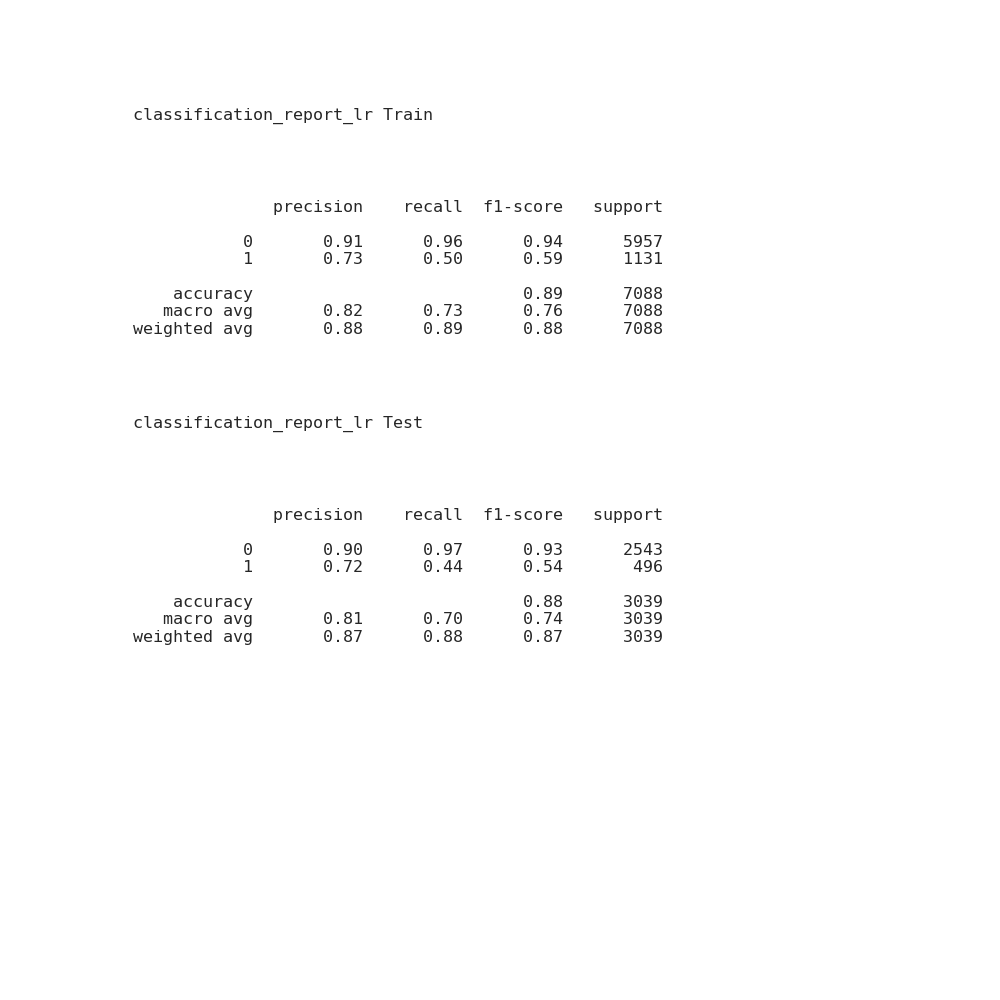 classification_report_lr Train
precision    recall  f1-score   support
0       0.91      0.96      0.94      5957
1       0.73      0.50      0.59      1131
accuracy                           0.89      7088
macro avg       0.82      0.73      0.76      7088
weighted avg       0.88      0.89      0.88      7088
classification_report_lr Test
precision    recall  f1-score   support
0       0.90      0.97      0.93      2543
1       0.72      0.44      0.54       496
accuracy                           0.88      3039
macro avg       0.81      0.70      0.74      3039
weighted avg       0.87      0.88      0.87      3039